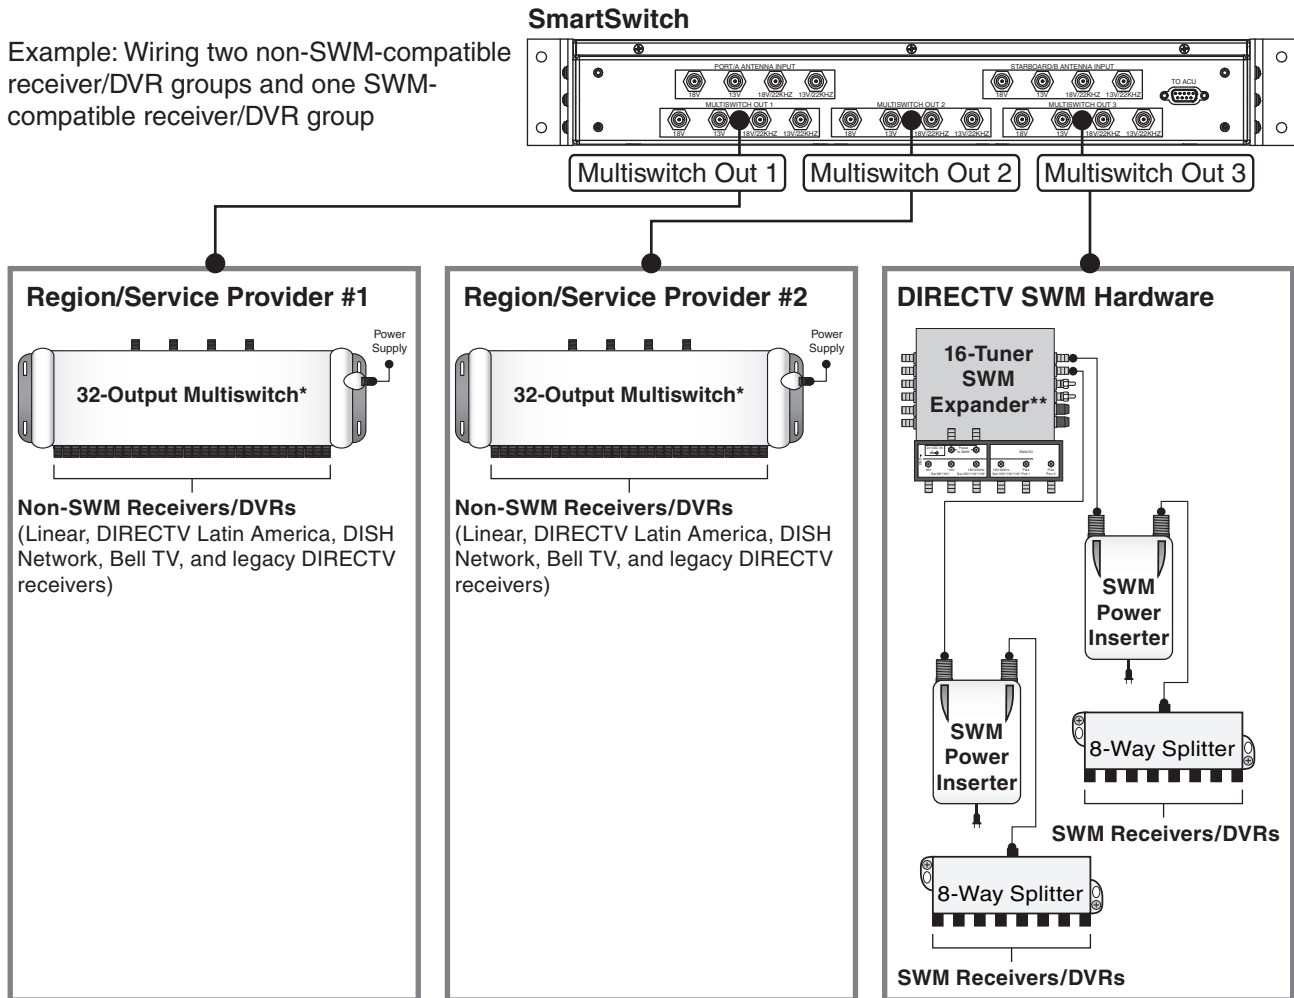 SmartSwitch
Example: Wiring two non-SWM-compatible
receiver/DVR groups and one SWM-
compatible receiver/DVR group
PORT/A ANTENNA INPUT
STARBOARD/B ANTENNA INPUT
TO ACU
18V 13V 18V/22KHZ 13V/22KHZ
18V 13V 18V/22KHZ 13V/22KHZ
MULTISWITCH OUT 1
MULTISWITCH OUT 2
MULTISWITCH OUT 3
18V 13V 18V/22KHZ 13V/22KHZ
18V 13V 18V/22KHZ 13V/22KHZ
18V 13V 18V/22KHZ 13V/22KHZ
Multiswitch Out 1
Multiswitch Out 2
Multiswitch Out 3
Region/Service Provider #1
Power
Supply
32-Output Multiswitch*
Non-SWM Receivers/DVRs
(Linear, DIRECTV Latin America, DISH
Network, Bell TV, and legacy DIRECTV
receivers)
Region/Service Provider #2
Power
Supply
32-Output Multiswitch*
Non-SWM Receivers/DVRs
(Linear, DIRECTV Latin America, DISH
Network, Bell TV, and legacy DIRECTV
receivers)
DIRECTV SWM Hardware
16-Tuner
SWM
Expander**
SWM
Power
Inserter
8-Way Splitter
SWM Receivers/DVRs
SWM
Power
Inserter
8-Way Splitter
SWM Receivers/DVRs